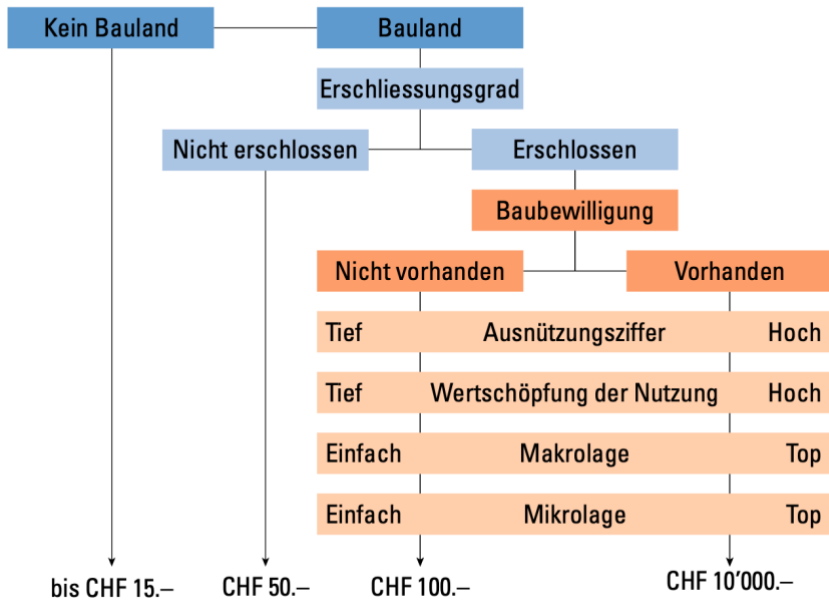 Kein Bauland
Bauland
Erschliessungsgrad
Nicht erschlossen
Erschlossen
Baubewilligung
Nicht vorhanden
Vorhanden
Tief Ausnützungsziffer Hoch
Tief Wertschöpfung der Nutzung Hoch
Einfach Makrolage Top
Einfach Mikrolage Top
bis CHF 15.–
CHF 50.–
CHF 100.–
CHF 10’000.–